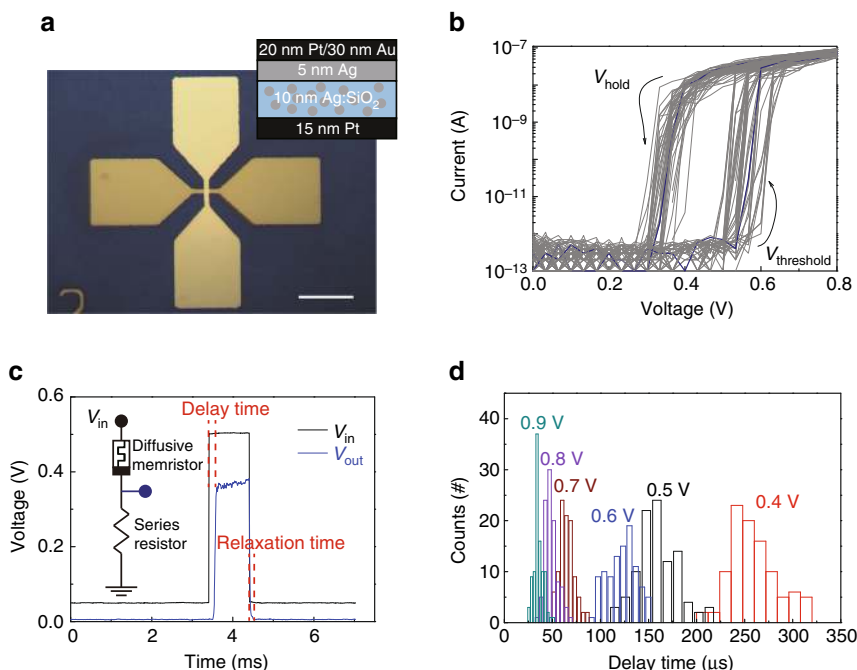 a
20 nm Pt/30 nm Au
5 nm Ag
10 nm Ag:SiO₂
15 nm Pt
2
b
10⁻⁷
10⁻⁹
10⁻¹¹
10⁻¹³
Current (A)
V_hold
V_threshold
0.0 0.2 0.4 0.6 0.8
Voltage (V)
c
0.6
0.4
0.2
0.0
Voltage (V)
V_in
Diffusive
memristor
Series
resistor
Delay time
V_in
V_out
Relaxation time
0 2 4 6
Time (ms)
d
40
30
20
10
0
Counts (#)
0.9 V
0.8 V
0.7 V
0.6 V
0.5 V
0.4 V
0 50 100 150 200 250 300 350
Delay time (μs)